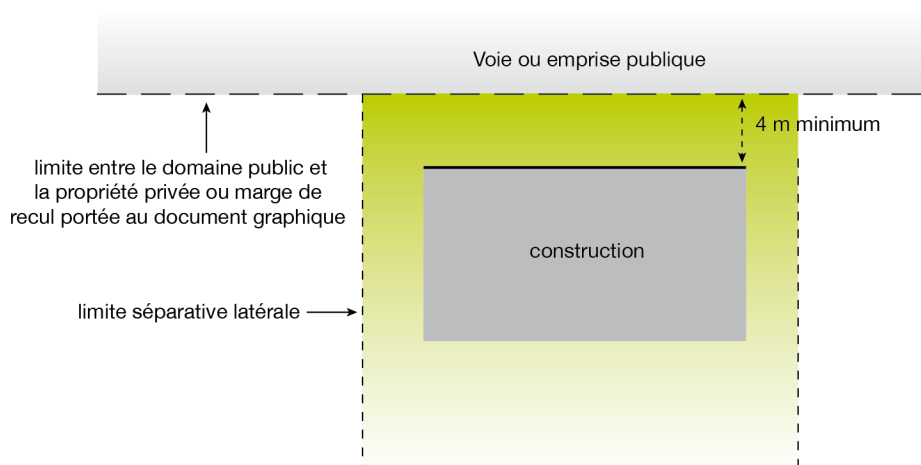 Voie ou emprise publique
4 m minimum
limite entre le domaine public et
la propriété privée ou marge de
recul portée au document graphique
construction
limite séparative latérale